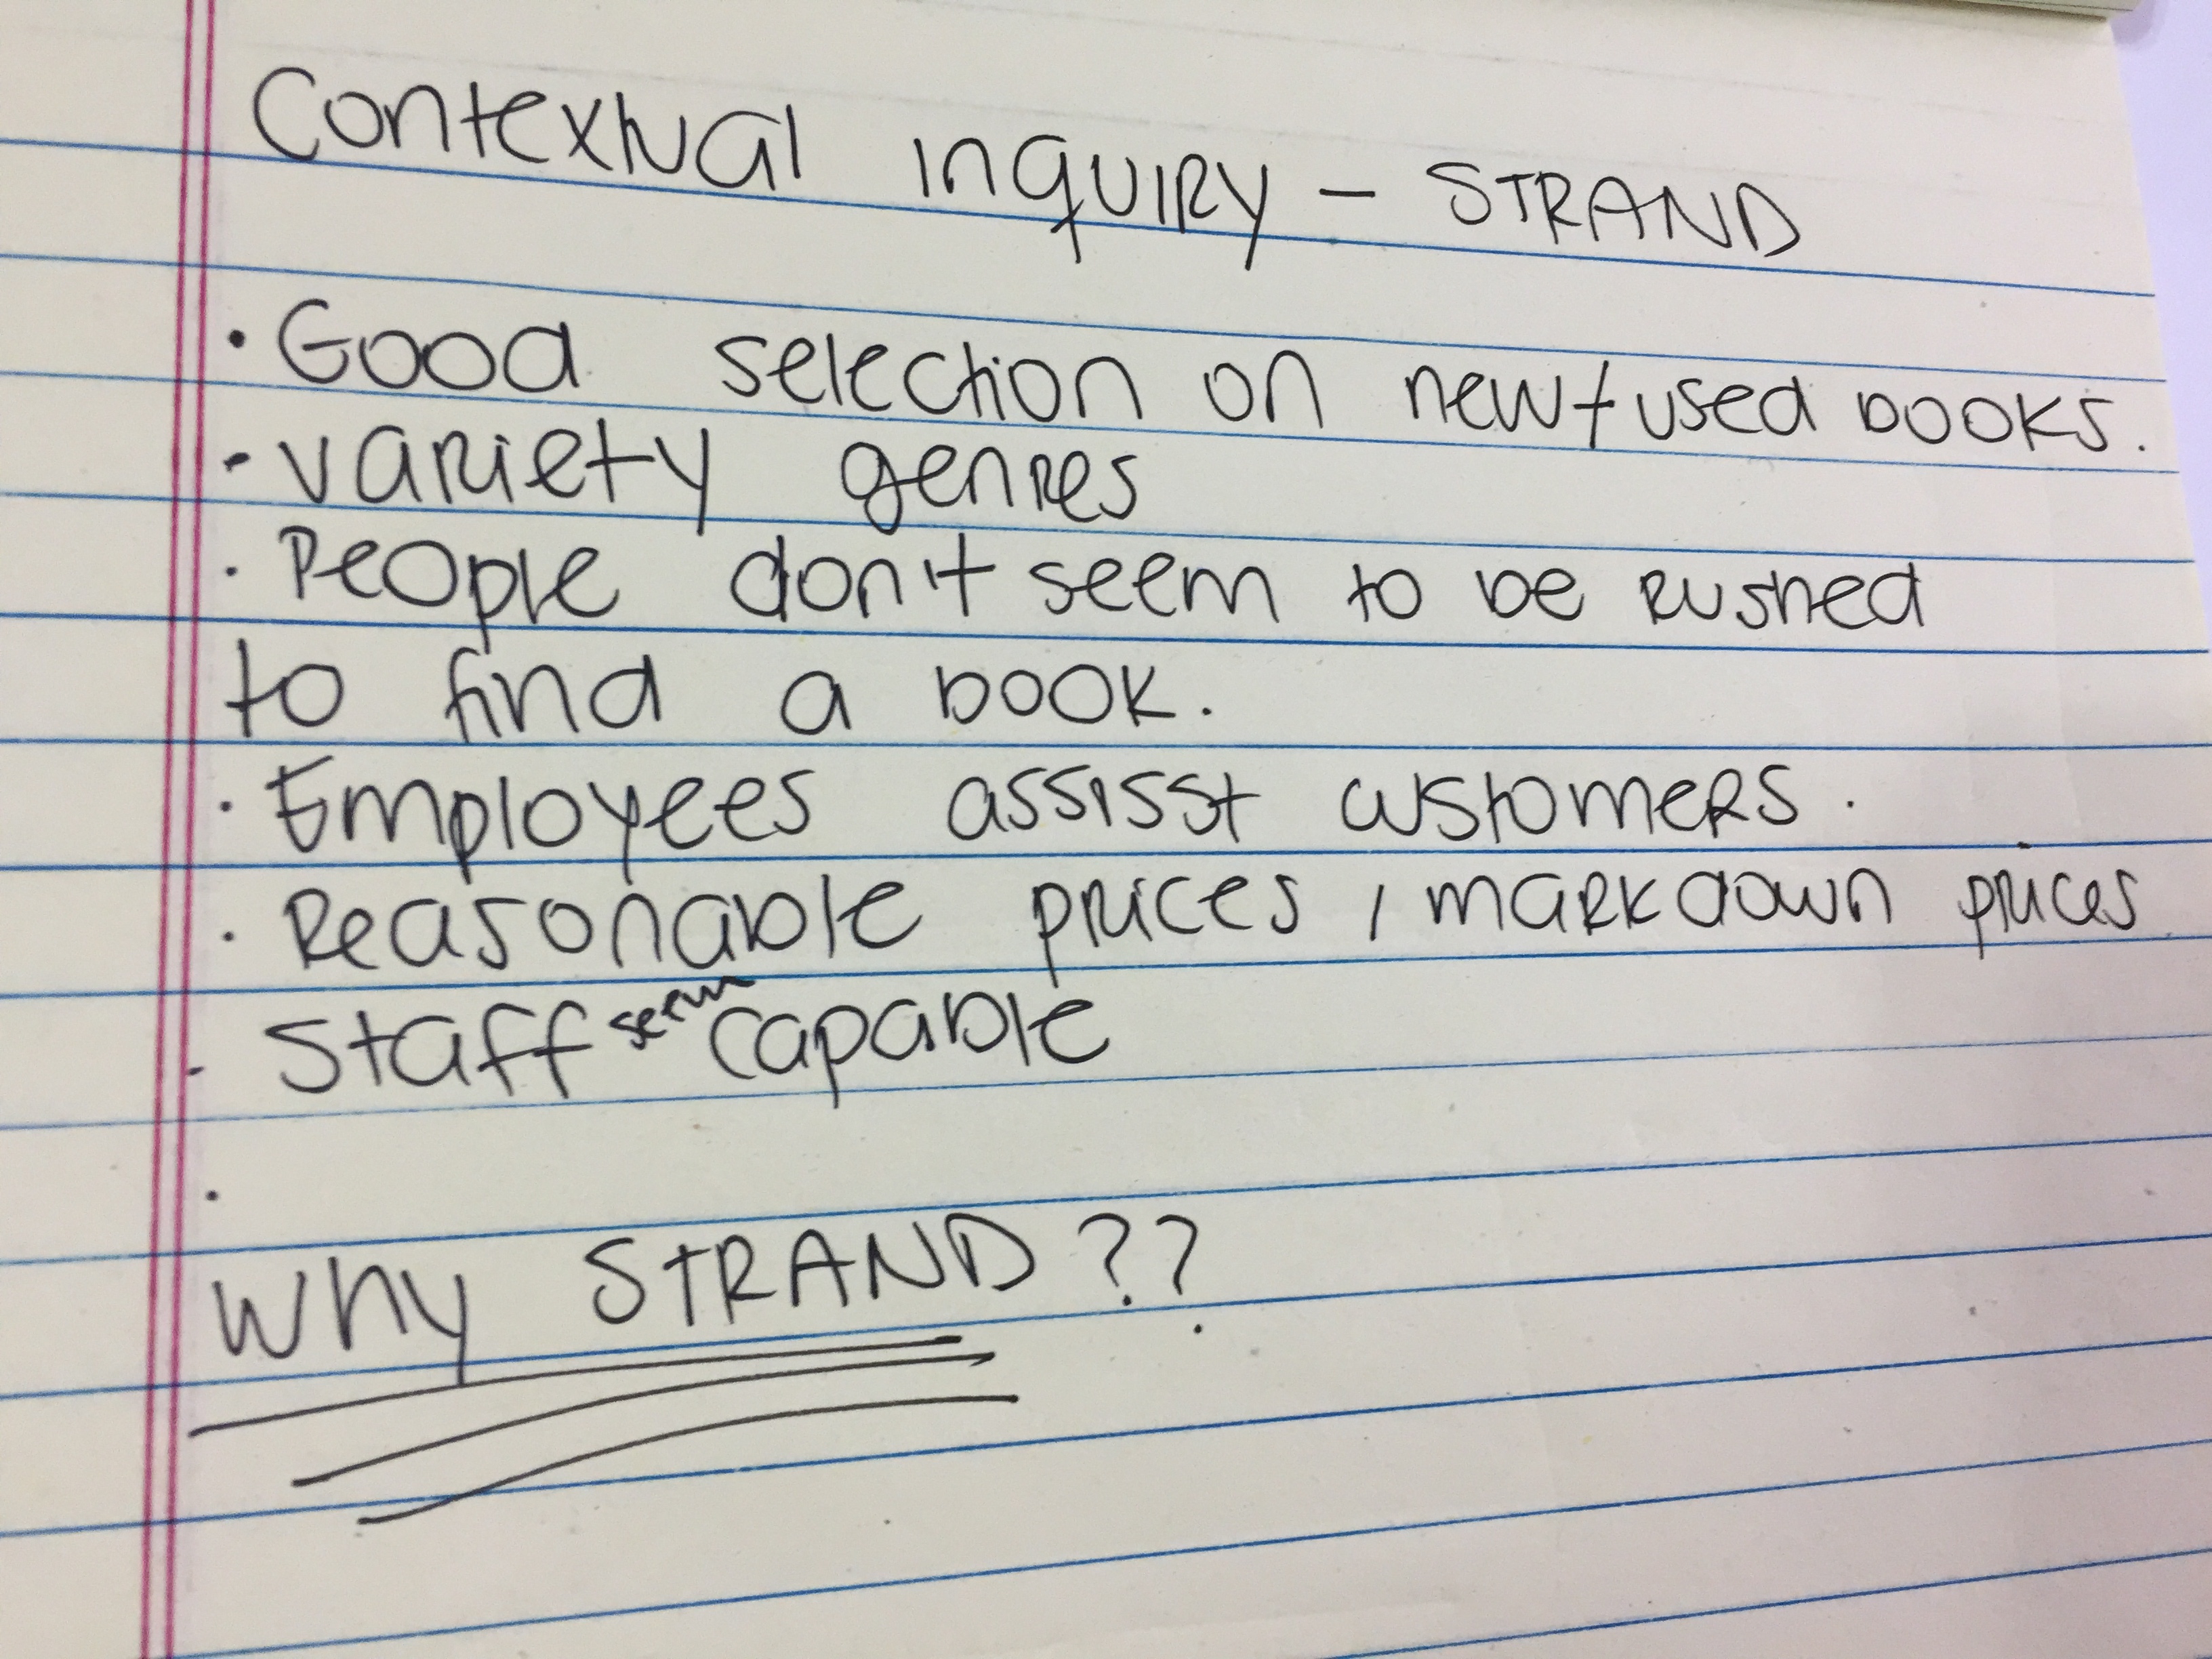 Contextual inquiry – STRAND
· Good selection on new + used books.
· variety genres
· People don't seem to be rushed
to find a book.
· Employees assisst customers.
· Reasonable prices / markdown prices
· Staff seem capable
·
Why STRAND ??